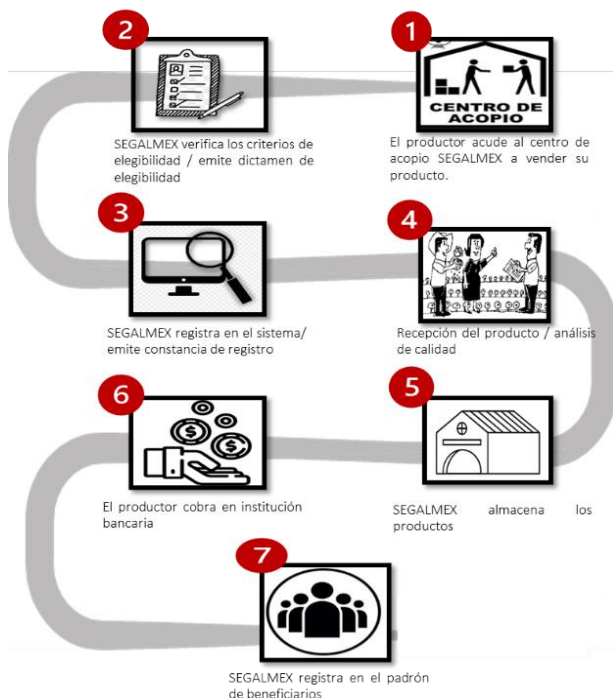 1
CENTRO DE
ACOPIO
El productor acude al centro de
acopio SEGALMEX a vender su
producto.
2
SEGALMEX verifica los criterios de
elegibilidad / emite dictamen de
elegibilidad
3
SEGALMEX registra en el sistema/
emite constancia de registro
4
Recepción del producto / análisis
de calidad
5
SEGALMEX almacena los
productos
6
$
$
El productor cobra en institución
bancaria
7
SEGALMEX registra en el padrón
de beneficiarios